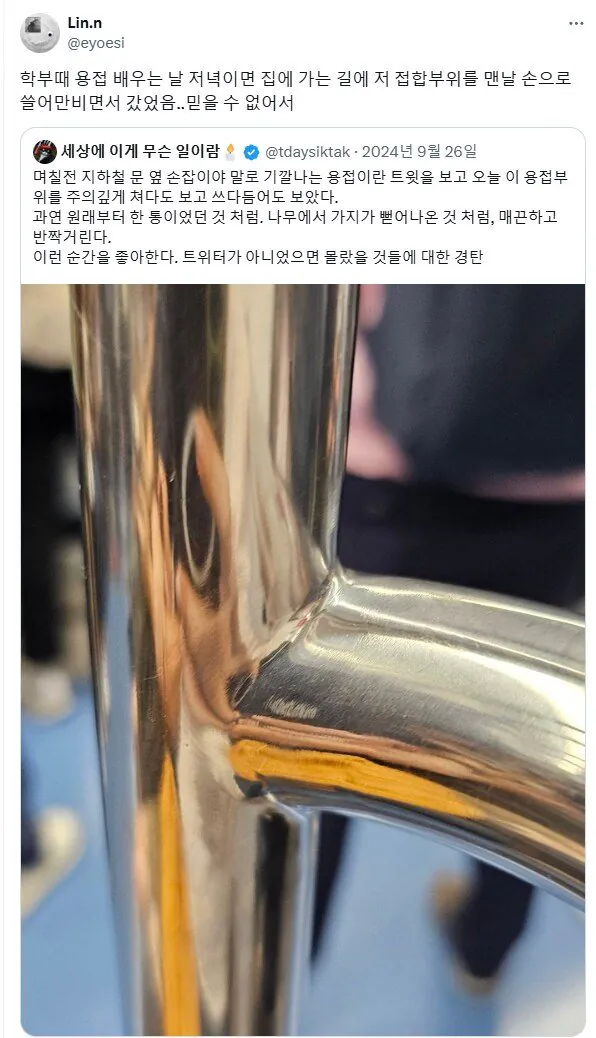 Lin.n
@eyoesi
학부때 용접 배우는 날 저녁이면 집에 가는 길에 저 접합부위를 맨날 손으로
쓸어만비면서 갔었음..믿을 수 없어서
세상에 이게 무슨 일이람🕯️ @tdaysiktak · 2024년 9월 26일
며칠전 지하철 문 옆 손잡이야 말로 기깔나는 용접이란 트윗을 보고 오늘 이 용접부
위를 주의깊게 쳐다도 보고 쓰다듬어도 보았다.
과연 원래부터 한 통이었던 것 처럼. 나무에서 가지가 뻗어나온 것 처럼, 매끈하고
반짝거린다.
이런 순간을 좋아한다. 트위터가 아니었으면 몰랐을 것들에 대한 경탄